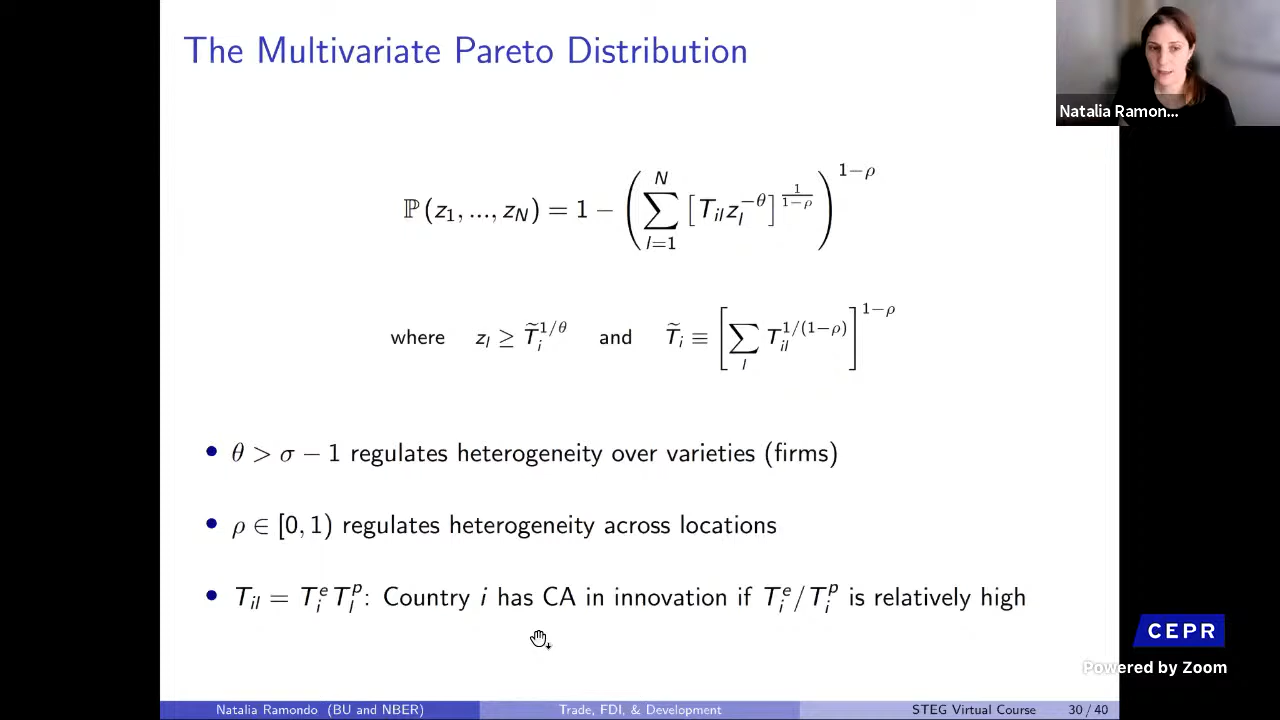 The Multivariate Pareto Distribution
Natalia Ramon...
ℙ (z₁, ..., z_N) = 1 − ( ∑_{l=1}^{N} [ T_{il} z_l^{−θ} ]^{\frac{1}{1−ρ}} )^{1−ρ}
where z_l ≥ \tilde{T}_i^{1/θ} and \tilde{T}_i ≡ [ ∑_l T_{il}^{1/(1−ρ)} ]^{1−ρ}
• θ > σ − 1 regulates heterogeneity over varieties (firms)
• ρ ∈ [0, 1) regulates heterogeneity across locations
• T_{il} = T_i^e T_l^p: Country i has CA in innovation if T_i^e/T_i^p is relatively high
CEPR
Powered by Zoom
Natalia Ramondo (BU and NBER) Trade, FDI, & Development STEG Virtual Course 30 / 40